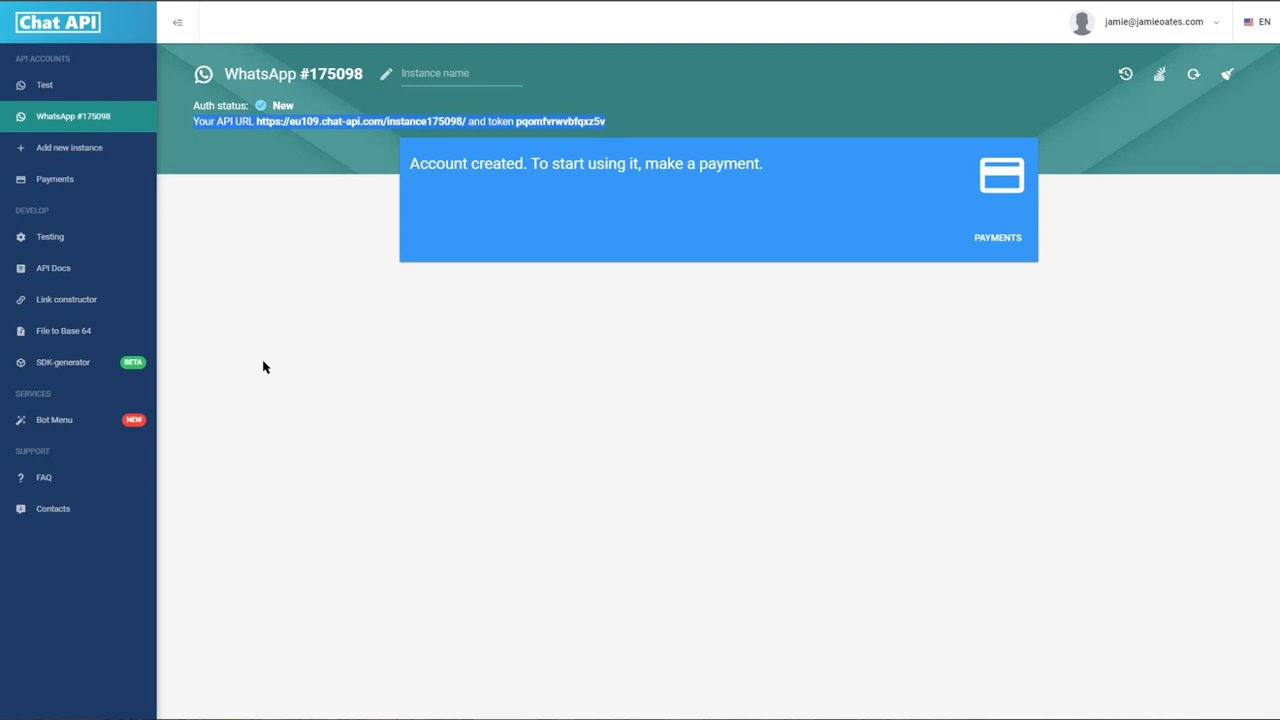 Chat API
jamie@jamieoates.com
EN
API ACCOUNTS
Test
WhatsApp #175098
Add new instance
Payments
DEVELOP
Testing
API Docs
Link constructor
File to Base 64
SDK-generator BETA
SERVICES
Bot Menu NEW
SUPPORT
FAQ
Contacts
WhatsApp #175098 Instance name
Auth status: New
Your API URL https://eu109.chat-api.com/instance175098/ and token pqomfvrwvbfqxz5v
Account created. To start using it, make a payment.
PAYMENTS